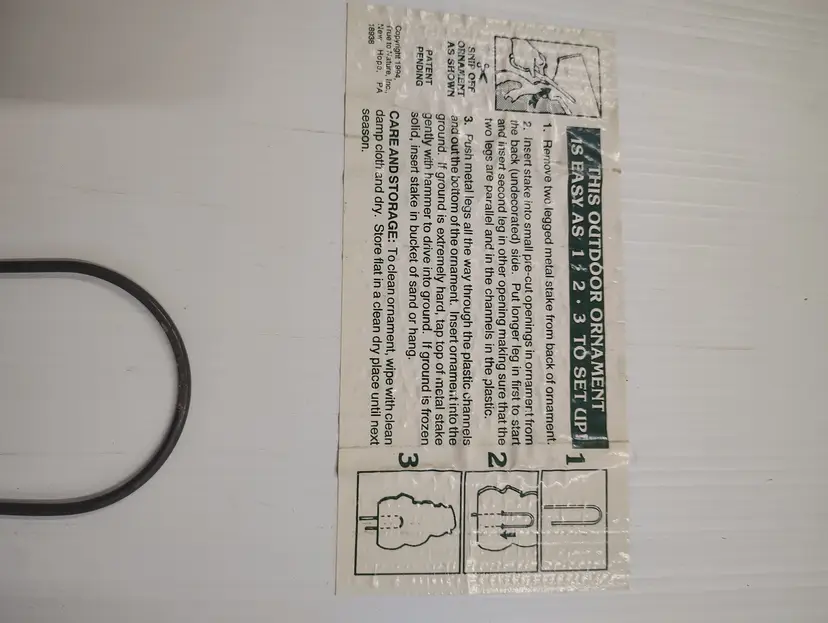 THIS OUTDOOR ORNAMENT
IS EASY AS 1 · 2 · 3 TO SET UP!
1. Remove two legged metal stake from back of ornament.
2. Insert stake into small pre-cut openings in ornament from
the back (undecorated) side. Put longer leg in first to start
and insert second leg in other opening making sure that the
two legs are parallel and in the channels in the plastic.
3. Push metal legs all the way through the plastic channels
and out the bottom of the ornament. Insert ornament into the
ground. If ground is extremely hard, tap top of metal stake
gently with hammer to drive into ground. If ground is frozen
solid, insert stake in bucket of sand or hang.
CARE AND STORAGE: To clean ornament, wipe with clean
damp cloth and dry. Store flat in a clean dry place until next
season.
SNIP OFF
ORNAMENT
AS SHOWN
PATENT
PENDING
Copyright 1994,
True to Nature, Inc.,
New Hope, PA
18938
1
2
3